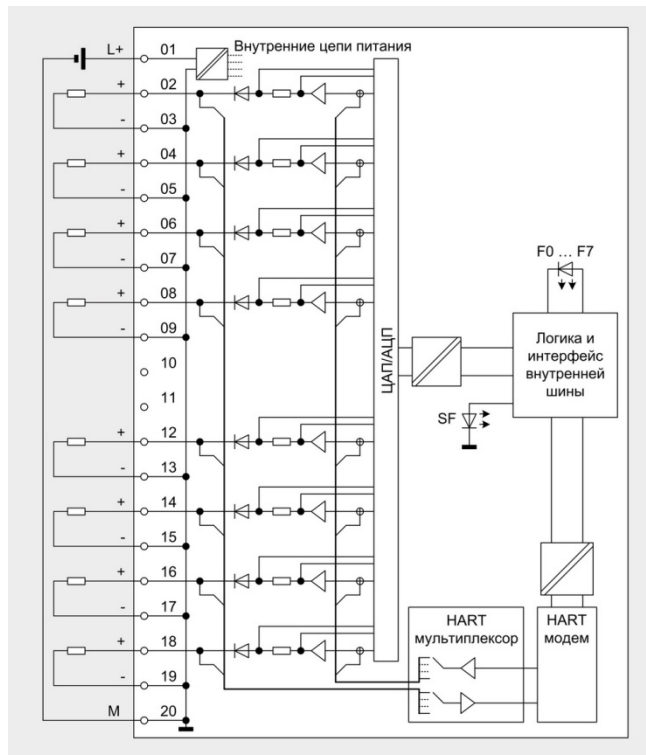 L+ 01 Внутренние цепи питания
+ 02
- 03
+ 04
- 05
+ 06
- 07
F0 ... F7
+ 08
- 09
Логика и
интерфейс
внутренней
шины
ЦАП/АЦП
10
11
SF
+ 12
- 13
+ 14
- 15
+ 16
- 17
HART
мультиплексор
HART
модем
+ 18
- 19
M 20